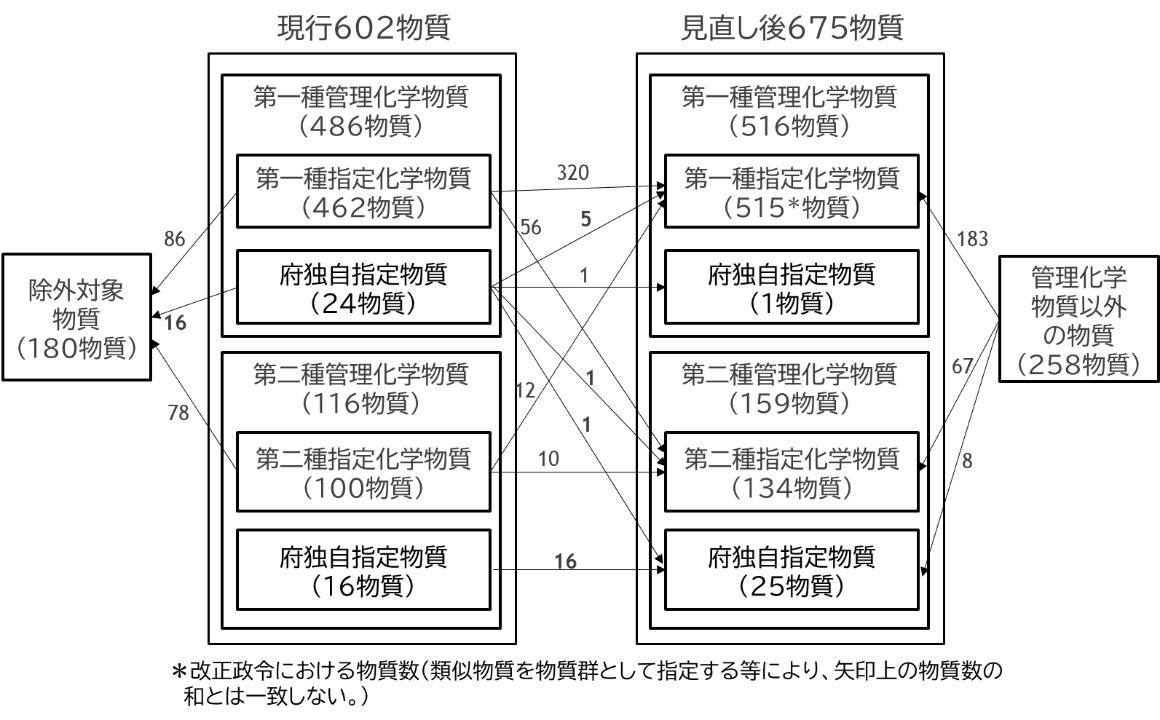 現行602物質
見直し後675物質
第一種管理化学物質
(486物質)
第一種指定化学物質
(462物質)
府独自指定物質
(24物質)
第二種管理化学物質
(116物質)
第二種指定化学物質
(100物質)
府独自指定物質
(16物質)
第一種管理化学物質
(516物質)
第一種指定化学物質
(515*物質)
府独自指定物質
(1物質)
第二種管理化学物質
(159物質)
第二種指定化学物質
(134物質)
府独自指定物質
(25物質)
除外対象
物質
(180物質)
管理化学
物質以外
の物質
(258物質)
86
16
78
320
56
5
1
1
1
12
10
16
183
67
8
*改正政令における物質数(類似物質を物質群として指定する等により、矢印上の物質数の
和とは一致しない。)